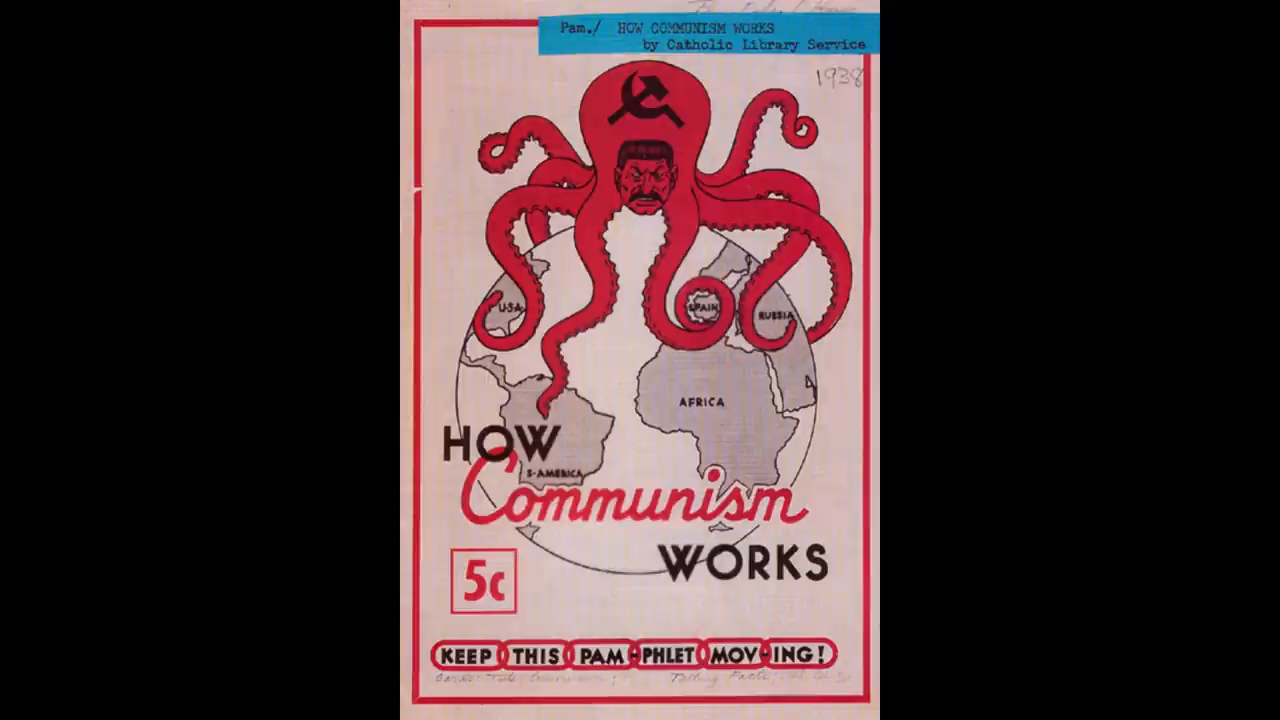 Pam./ HOW COMMUNISM WORKS
by Catholic Library Service
1938
USA
SPAIN
RUSSIA
AFRICA
HOW
S-AMERICA
Communism
WORKS
5c
KEEP THIS PAM-PHLET MOV-ING!